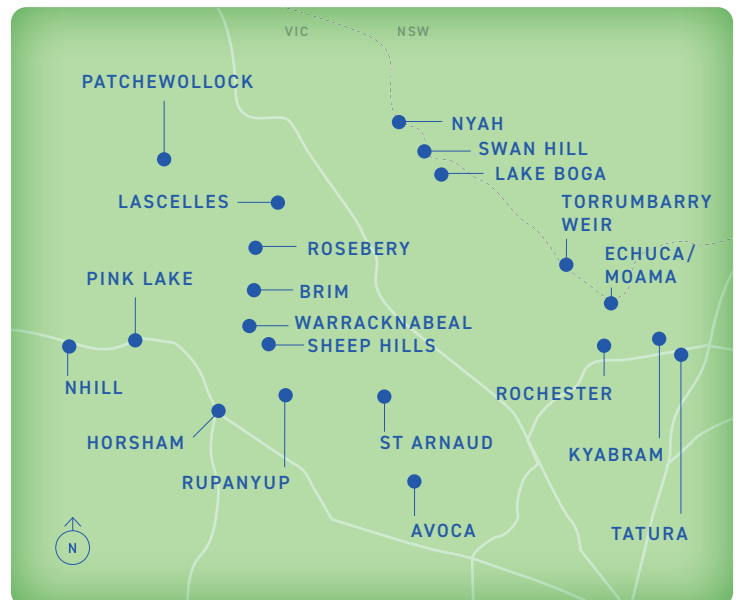 VIC
NSW
PATCHEWOLLOCK
NYAH
SWAN HILL
LAKE BOGA
LASCELLES
TORRUMBARRY
WEIR
ROSEBERY
ECHUCA/
MOAMA
PINK LAKE
BRIM
WARRACKNABEAL
SHEEP HILLS
NHILL
ROCHESTER
HORSHAM
ST ARNAUD
KYABRAM
RUPANYUP
AVOCA
TATURA
N